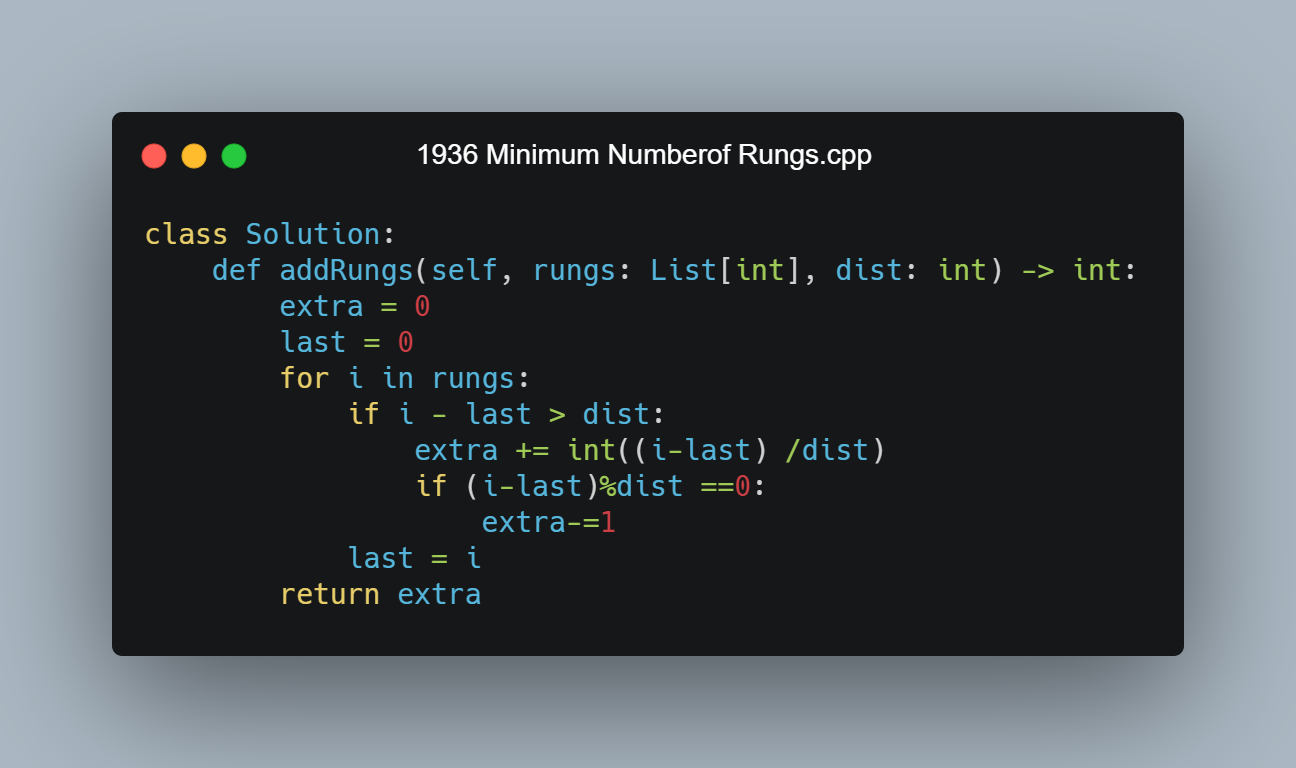 1936 Minimum Numberof Rungs.cpp
class Solution:
    def addRungs(self, rungs: List[int], dist: int) -> int:
        extra = 0
        last = 0
        for i in rungs:
            if i - last > dist:
                extra += int((i-last) /dist)
                if (i-last)%dist ==0:
                    extra-=1
            last = i
        return extra